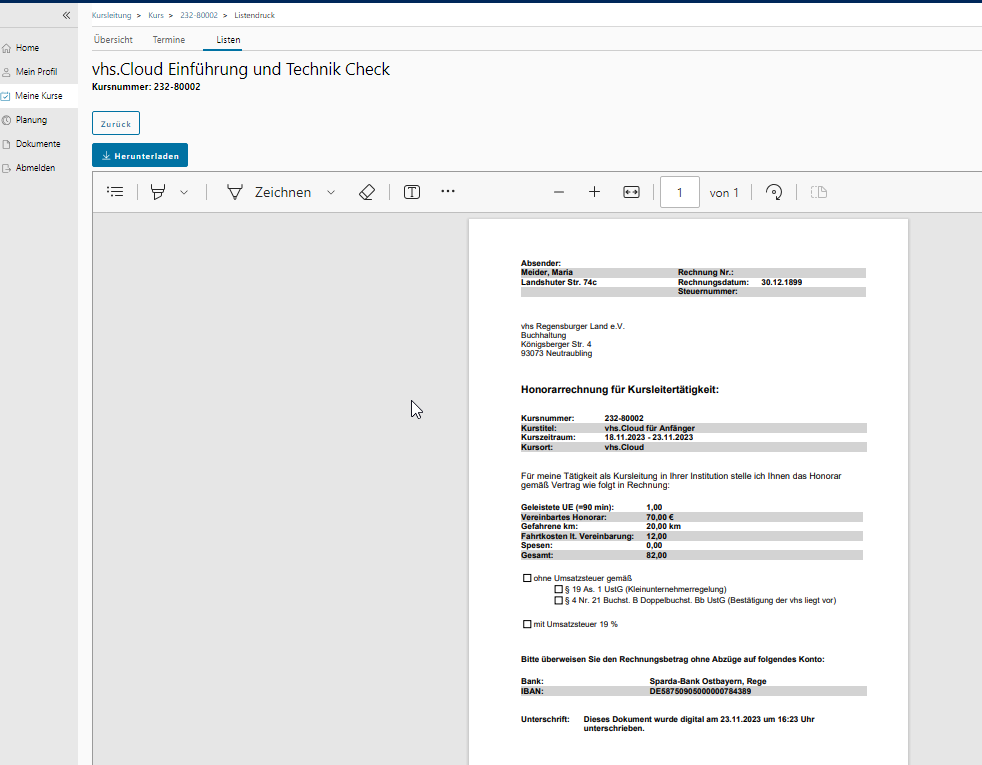 Kursleitung > Kurs > 232-80002 > Listendruck
Übersicht Termine Listen
Home
Mein Profil
Meine Kurse
Planung
Dokumente
Abmelden
vhs.Cloud Einführung und Technik Check
Kursnummer: 232-80002
Zurück
Herunterladen
Zeichnen 1 von 1
Absender:
Meider, Maria Rechnung Nr.:
Landshuter Str. 74c Rechnungsdatum: 30.12.1899
Steuernummer:
vhs Regensburger Land e.V.
Buchhaltung
Königsberger Str. 4
93073 Neutraubling
Honorarrechnung für Kursleitertätigkeit:
Kursnummer: 232-80002
Kurstitel: vhs.Cloud für Anfänger
Kurszeitraum: 18.11.2023 - 23.11.2023
Kursort: vhs.Cloud
Für meine Tätigkeit als Kursleitung in Ihrer Institution stelle ich Ihnen das Honorar
gemäß Vertrag wie folgt in Rechnung:
Geleistete UE (=90 min): 1,00
Vereinbartes Honorar: 70,00 €
Gefahrene km: 20,00 km
Fahrtkosten lt. Vereinbarung: 12,00
Spesen: 0,00
Gesamt: 82,00
ohne Umsatzsteuer gemäß
§ 19 As. 1 UstG (Kleinunternehmerregelung)
§ 4 Nr. 21 Buchst. B Doppelbuchst. Bb UstG (Bestätigung der vhs liegt vor)
mit Umsatzsteuer 19 %
Bitte überweisen Sie den Rechnungsbetrag ohne Abzüge auf folgendes Konto:
Bank: Sparda-Bank Ostbayern, Rege
IBAN: DE58750905000000784389
Unterschrift: Dieses Dokument wurde digital am 23.11.2023 um 16:23 Uhr
unterschrieben.